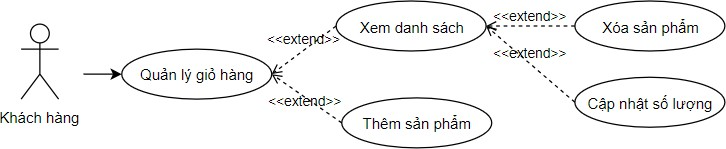 Khách hàng
Quản lý giỏ hàng
<<extend>>
Xem danh sách
<<extend>>
Thêm sản phẩm
<<extend>>
Xóa sản phẩm
<<extend>>
Cập nhật số lượng